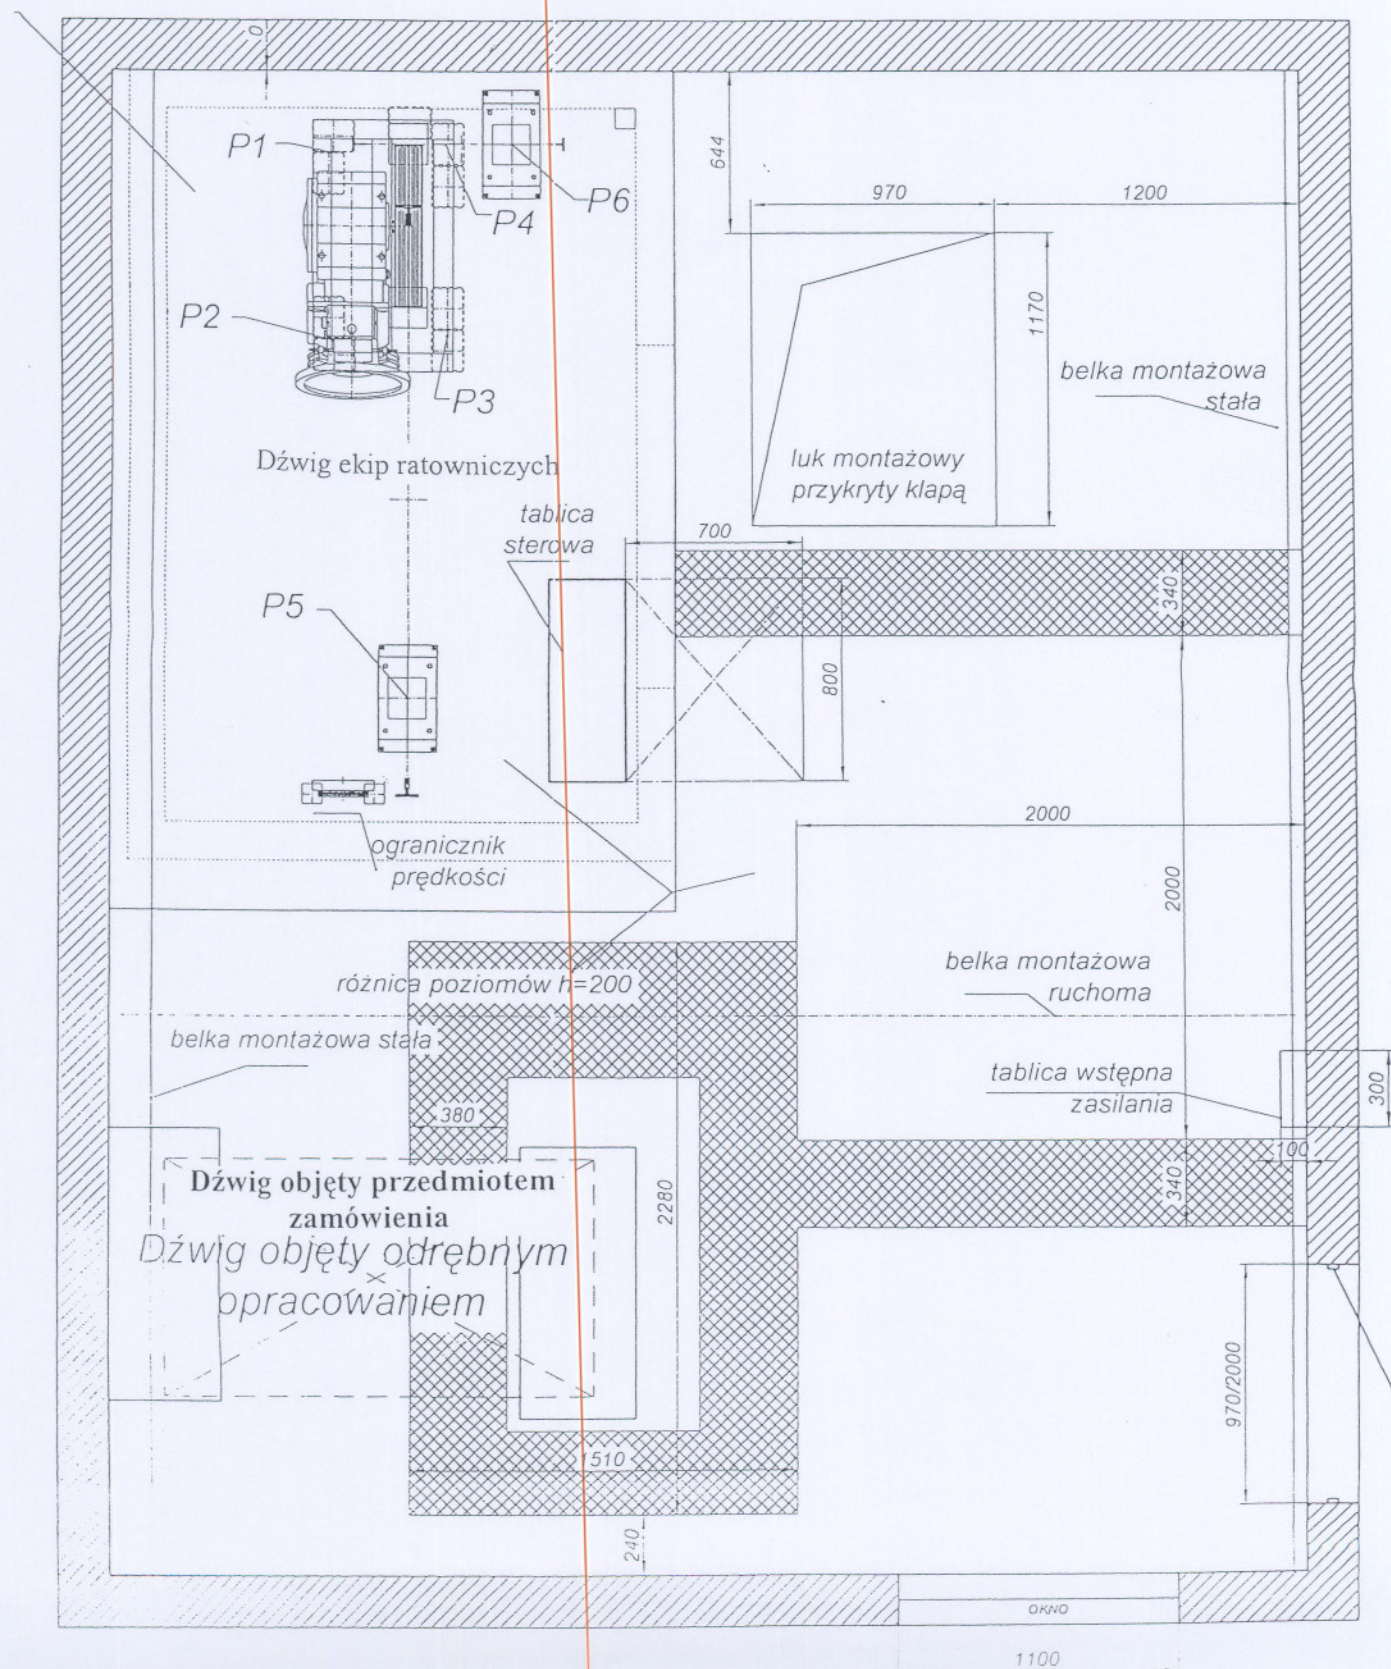 0
P1
P4
P6
644
970
1200
P2
1170
P3
belka montażowa
stała
Dźwig ekip ratowniczych
luk montażowy
przykryty klapą
tablica
sterowa
700
340
P5
800
2000
ogranicznik
prędkości
2000
różnica poziomów h=200
belka montażowa
ruchoma
belka montażowa stała
tablica wstępna
zasilania
300
380
100
340
2280
Dźwig objęty przedmiotem
zamówienia
Dźwig objęty odrębnym
opracowaniem
970/2000
1510
240
OKNO
1100